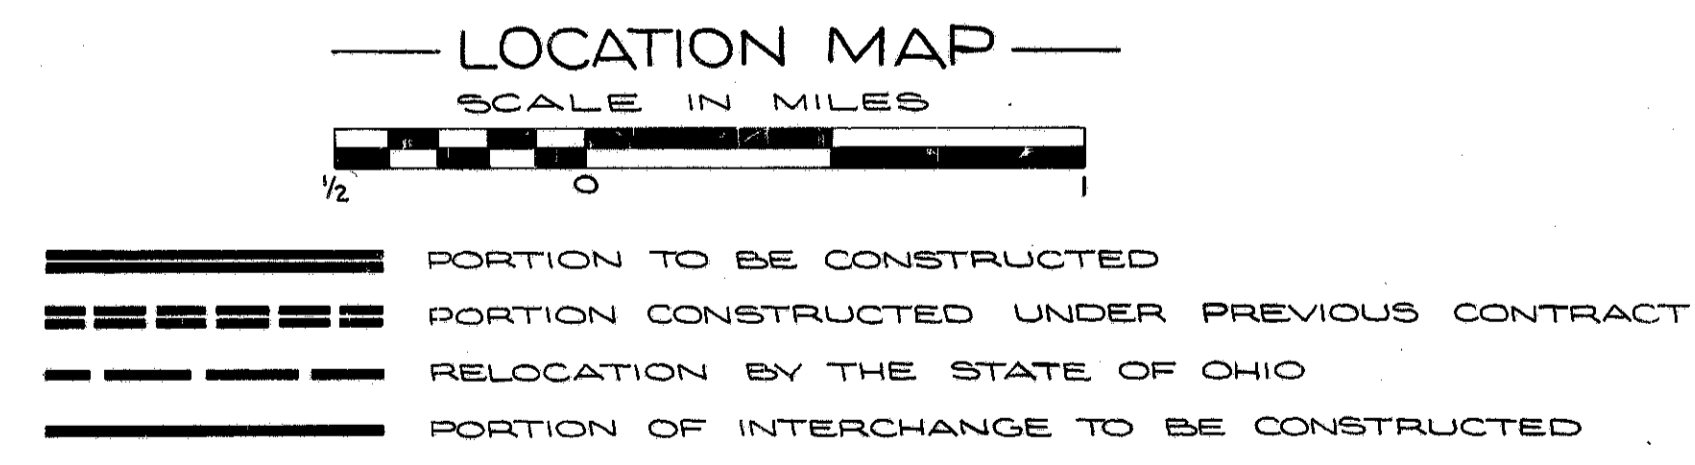 LOCATION MAP
SCALE IN MILES
1/2 0 1
PORTION TO BE CONSTRUCTED
PORTION CONSTRUCTED UNDER PREVIOUS CONTRACT
RELOCATION BY THE STATE OF OHIO
PORTION OF INTERCHANGE TO BE CONSTRUCTED